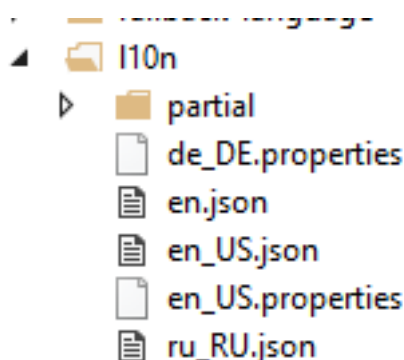 l10n
partial
de_DE.properties
en.json
en_US.json
en_US.properties
ru_RU.json